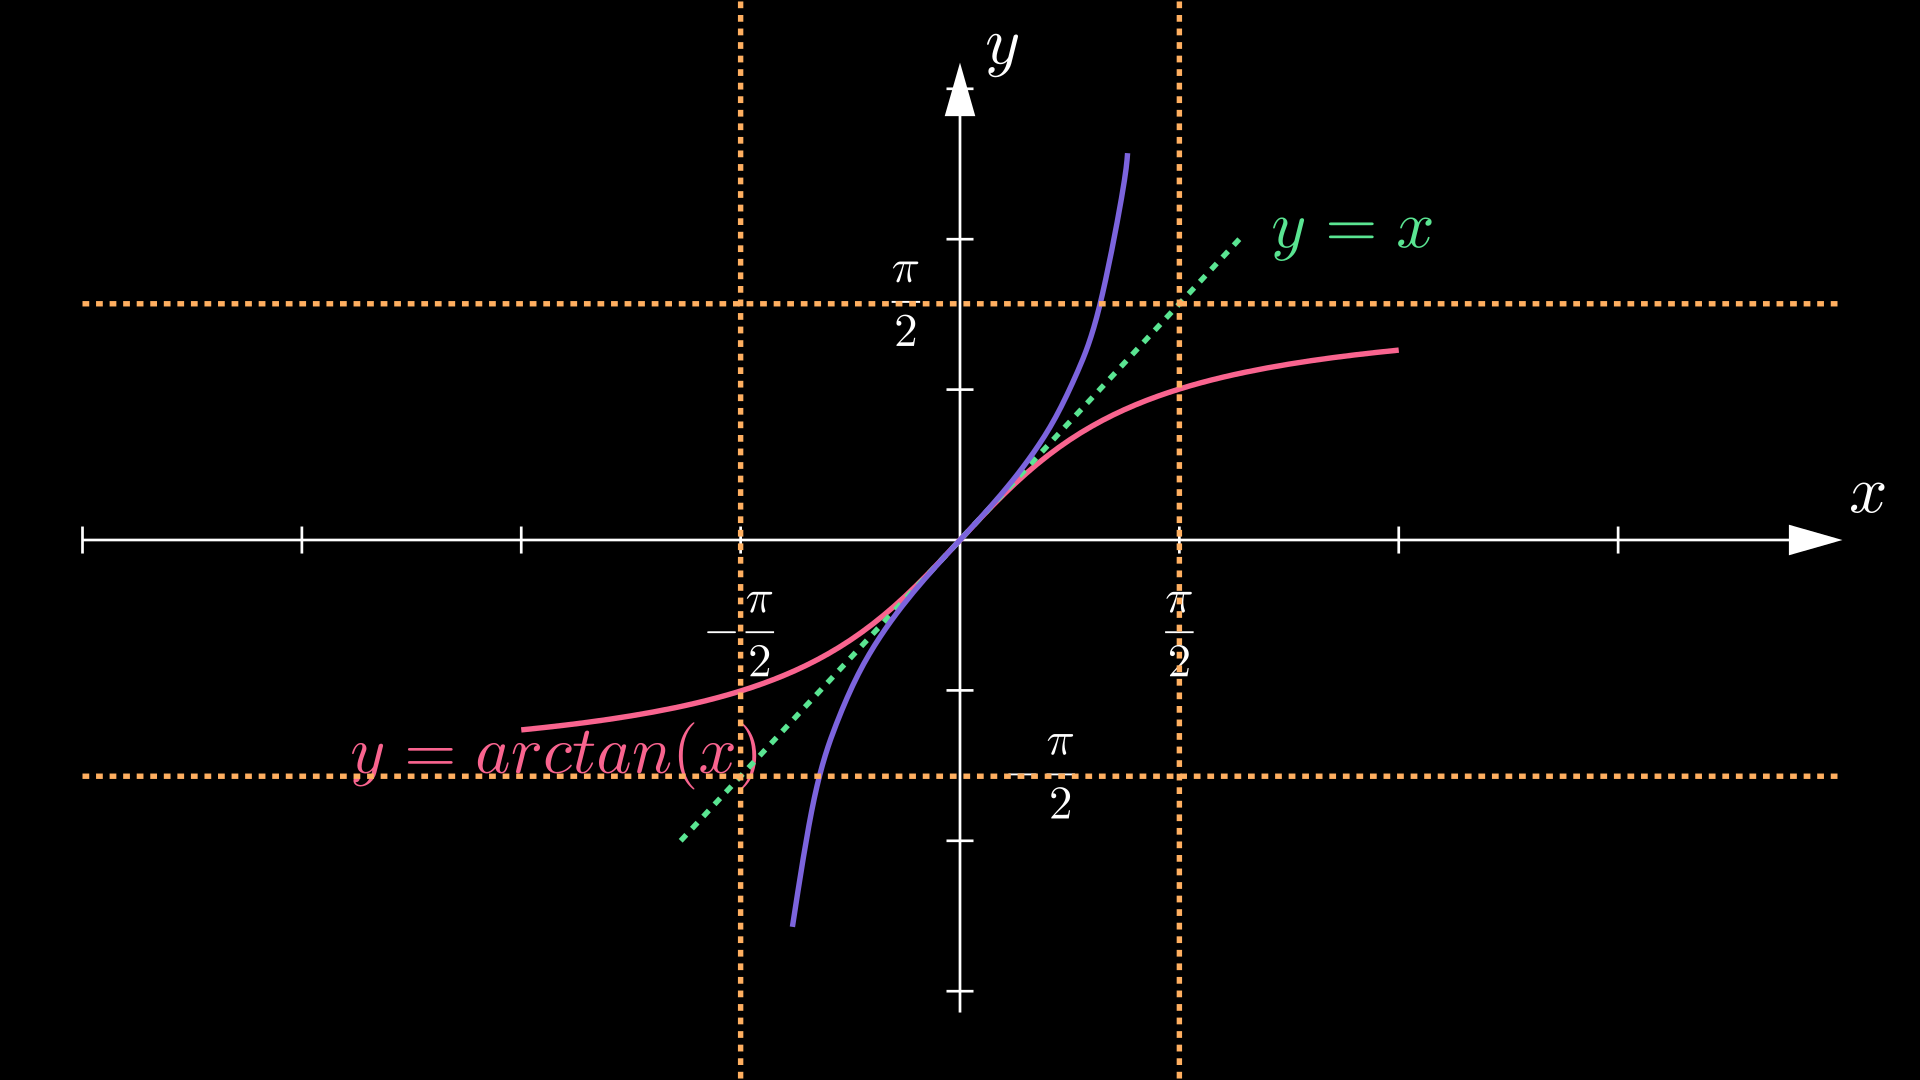 y
y = x
π/2
x
−π/2
π/2
y = arctan(x)
−π/2